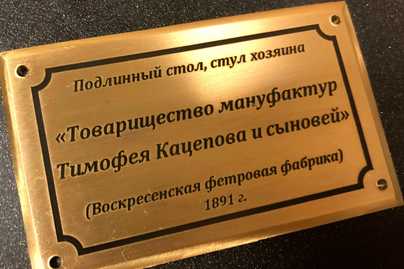 Подлинный стол, стул хозяина
«Товарищество мануфактур
Тимофея Кацепова и сыновей»
(Воскресенская фетровая фабрика)
1891 г.